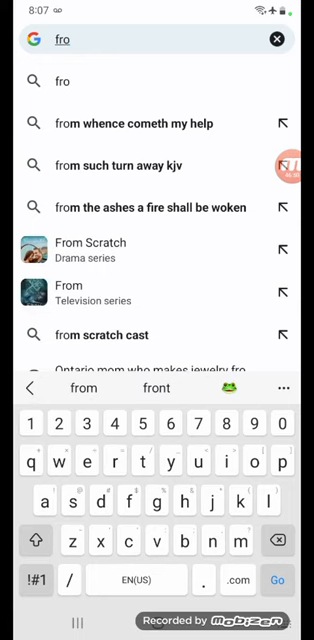 8:07
fro
fro
from whence cometh my help
from such turn away kjv
from the ashes a fire shall be woken
From Scratch
Drama series
From
Television series
from scratch cast
Ontario mom who makes jewelry fro
from front
1 2 3 4 5 6 7 8 9 0
q w e r t y u i o p
a s d f g h j k l
z x c v b n m
!#1 / EN(US) . .com Go
Recorded by mobizen